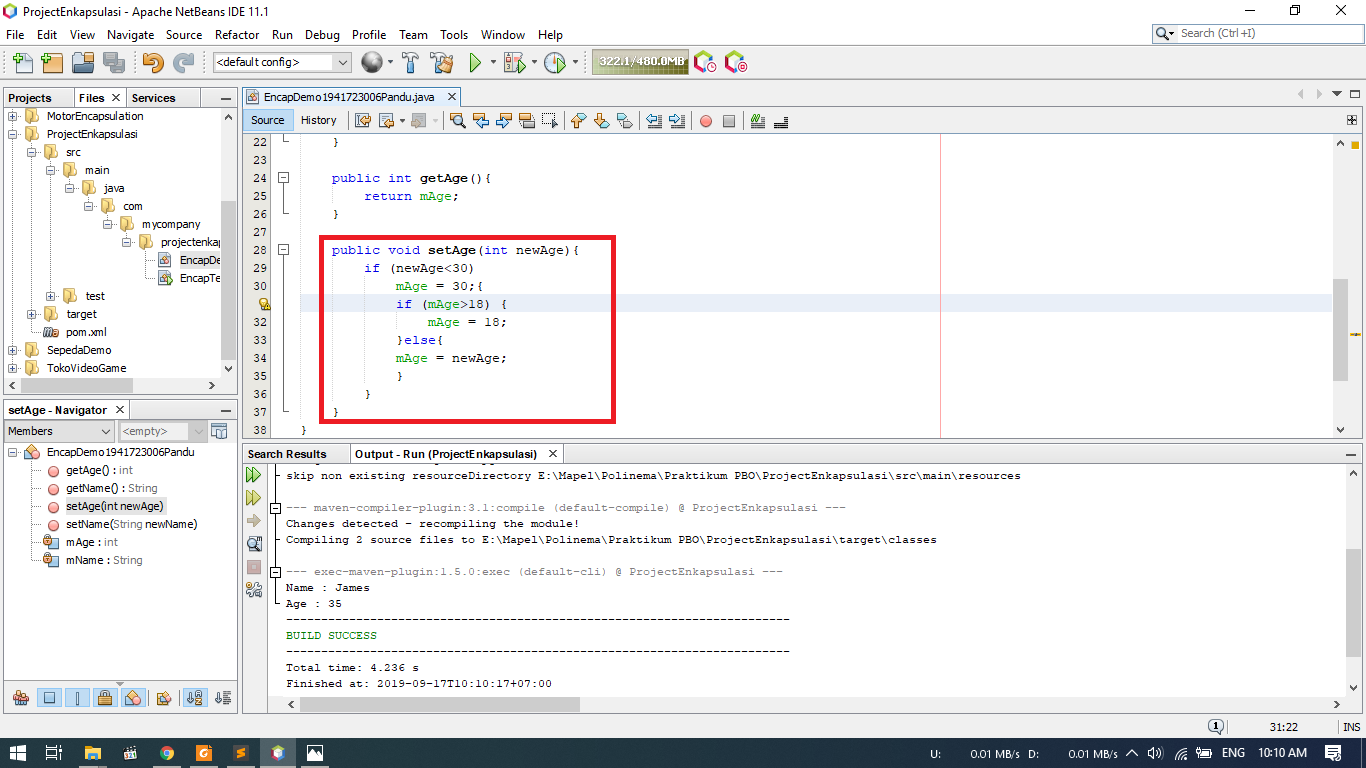 ProjectEnkapsulasi - Apache NetBeans IDE 11.1
File Edit View Navigate Source Refactor Run Debug Profile Team Tools Window Help
Search (Ctrl+I)
<default config>
322.1/480.0MB
Projects Files Services
MotorEncapsulation
ProjectEnkapsulasi
src
main
java
com
mycompany
projectenkap
EncapDe
EncapTe
test
target
pom.xml
SepedaDemo
TokoVideoGame
setAge - Navigator
Members <empty>
EncapDemo1941723006Pandu
getAge() : int
getName() : String
setAge(int newAge)
setName(String newName)
mAge : int
mName : String
EncapDemo1941723006Pandu.java
Source History
22 }
23
24 public int getAge(){
25 return mAge;
26 }
27
28 public void setAge(int newAge){
29 if (newAge<30)
30 mAge = 30;{
if (mAge>18) {
32 mAge = 18;
33 }else{
34 mAge = newAge;
35 }
36 }
37 }
38 }
Search Results Output - Run (ProjectEnkapsulasi)
skip non existing resourceDirectory E:\Mapel\Polinema\Praktikum PBO\ProjectEnkapsulasi\src\main\resources
--- maven-compiler-plugin:3.1:compile (default-compile) @ ProjectEnkapsulasi ---
Changes detected - recompiling the module!
Compiling 2 source files to E:\Mapel\Polinema\Praktikum PBO\ProjectEnkapsulasi\target\classes
--- exec-maven-plugin:1.5.0:exec (default-cli) @ ProjectEnkapsulasi ---
Name : James
Age : 35
------------------------------------------------------------------------
BUILD SUCCESS
------------------------------------------------------------------------
Total time: 4.236 s
Finished at: 2019-09-17T10:10:17+07:00
1 31:22 INS
U: 0.01 MB/s D: 0.01 MB/s ENG 10:10 AM